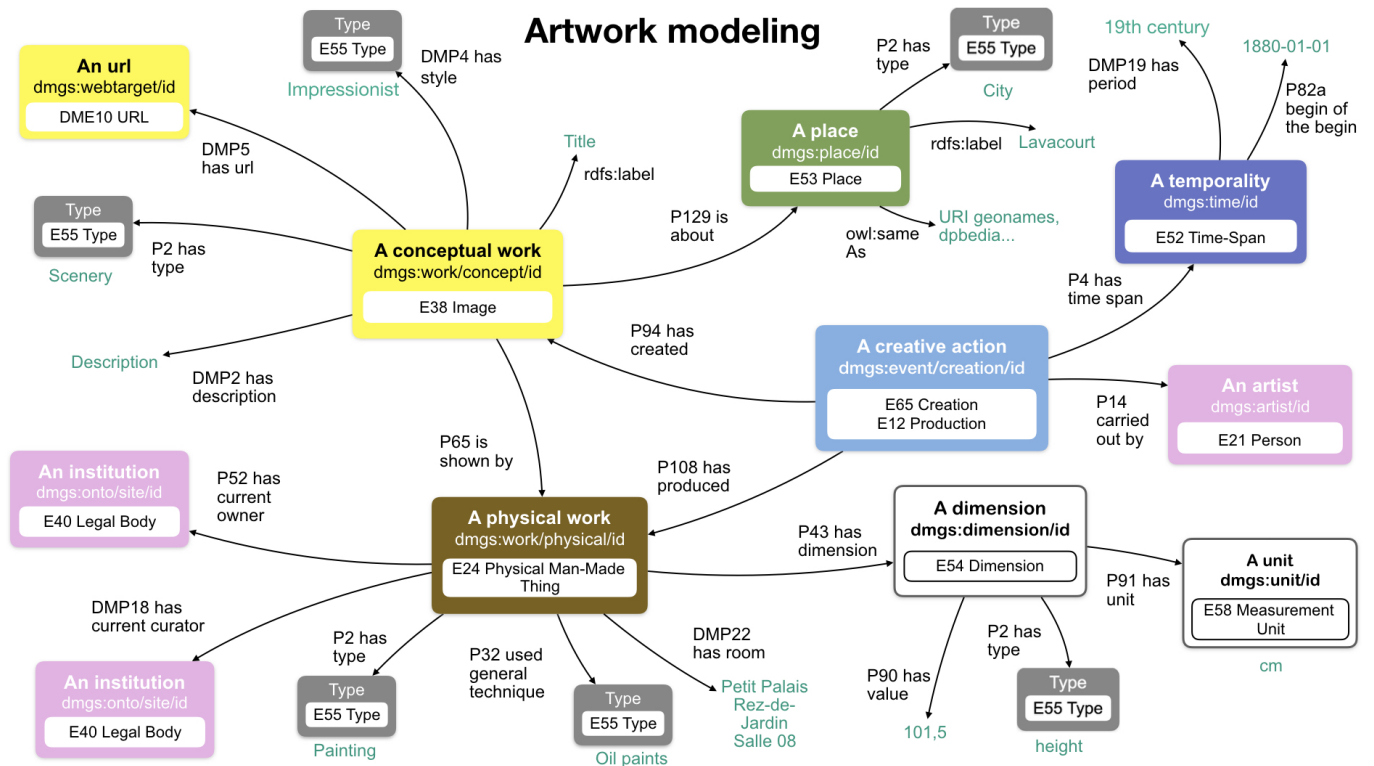 Artwork modeling
An url
dmgs:webtarget/id
DME10 URL
DMP5
has url
Type
E55 Type
Impressionist
DMP4 has
style
Title
rdfs:label
Type
E55 Type
Scenery
P2 has
type
A conceptual work
dmgs:work/concept/id
E38 Image
Description
DMP2 has
description
P129 is
about
A place
dmgs:place/id
E53 Place
P2 has
type
Type
E55 Type
City
rdfs:label
Lavacourt
owl:same
As
URI geonames,
dpbedia...
19th century
DMP19 has
period
1880-01-01
P82a
begin of
the begin
A temporality
dmgs:time/id
E52 Time-Span
P4 has
time span
P94 has
created
A creative action
dmgs:event/creation/id
E65 Creation
E12 Production
P14
carried
out by
An artist
dmgs:artist/id
E21 Person
P65 is
shown by
P108 has
produced
An institution
dmgs:onto/site/id
E40 Legal Body
P52 has
current
owner
A physical work
dmgs:work/physical/id
E24 Physical Man-Made
Thing
P43 has
dimension
A dimension
dmgs:dimension/id
E54 Dimension
P91 has
unit
A unit
dmgs:unit/id
E58 Measurement
Unit
cm
DMP18 has
current curator
An institution
dmgs:onto/site/id
E40 Legal Body
P2 has
type
Type
E55 Type
Painting
P32 used
general
technique
Type
E55 Type
Oil paints
DMP22
has room
Petit Palais
Rez-de-
Jardin
Salle 08
P90 has
value
101,5
P2 has
type
Type
E55 Type
height